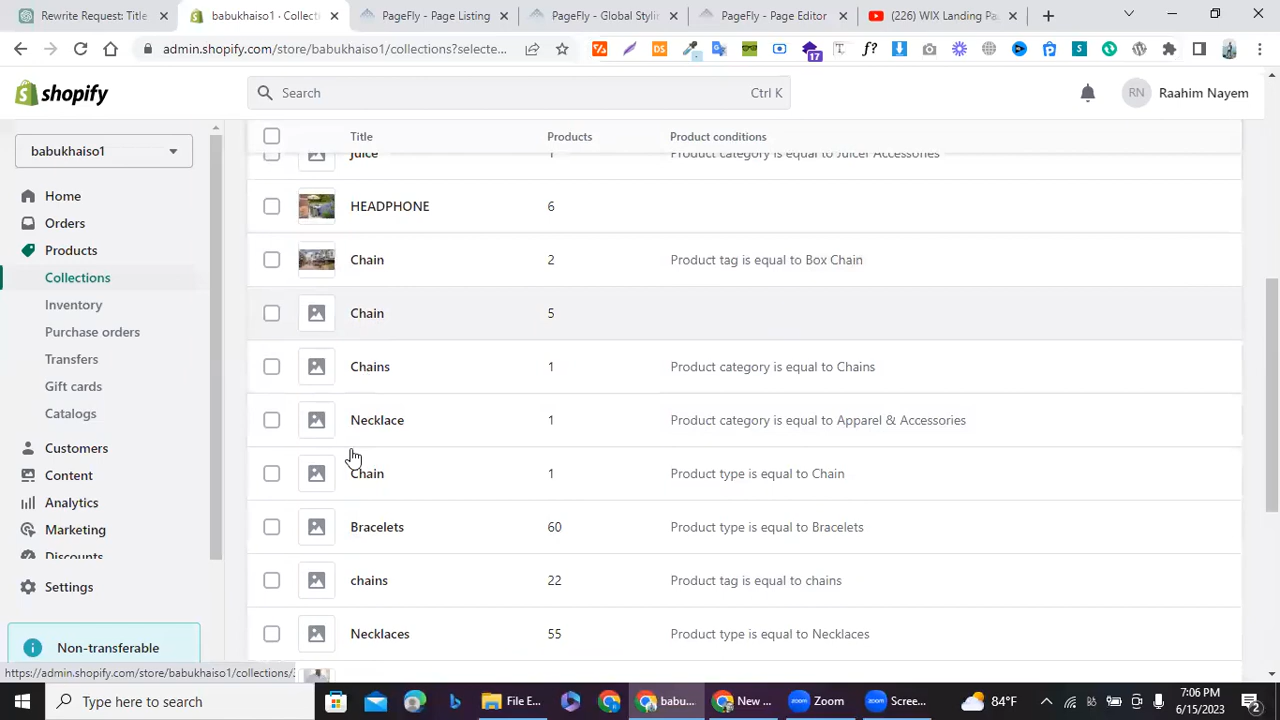 Rewrite Request: Title
babukhaiso1 · Collecti
PageFly - Page Listing
PageFly - Global Stylin
PageFly - Page Editor
(226) WIX Landing Pa
admin.shopify.com/store/babukhaiso1/collections?selecte...
17
shopify
Search
Ctrl K
RN
Raahim Nayem
babukhaiso1
Home
Orders
Products
Collections
Inventory
Purchase orders
Transfers
Gift cards
Catalogs
Customers
Content
Analytics
Marketing
Discounts
Settings
Non-transferable
Title Products Product conditions
Juice 1 Product category is equal to Juicer Accessories
HEADPHONE 6
Chain 2 Product tag is equal to Box Chain
Chain 5
Chains 1 Product category is equal to Chains
Necklace 1 Product category is equal to Apparel & Accessories
Chain 1 Product type is equal to Chain
Bracelets 60 Product type is equal to Bracelets
chains 22 Product tag is equal to chains
Necklaces 55 Product type is equal to Necklaces
https://admin.shopify.com/store/babukhaiso1/collections/
Type here to search
File E...
babu...
New ...
Zoom
Scree...
84°F
7:06 PM
6/15/2023
2